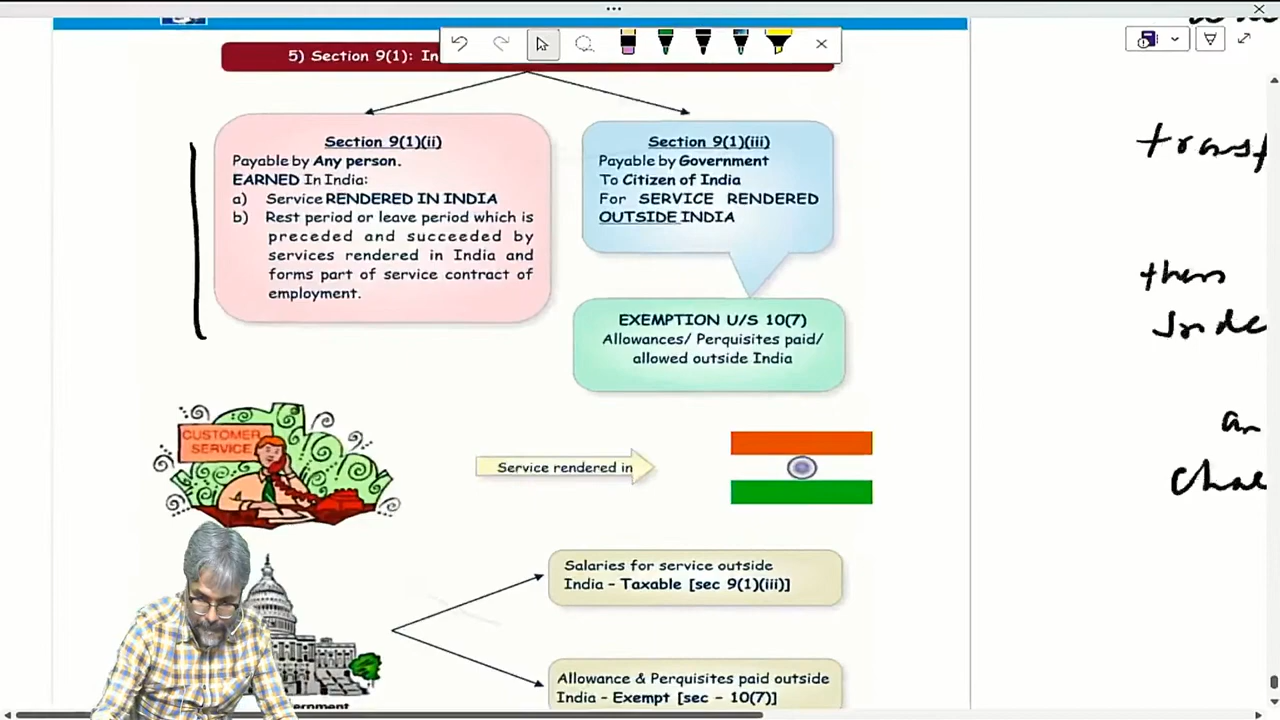 5) Section 9(1): In
Section 9(1)(ii)
Payable by Any person.
EARNED In India:
a) Service RENDERED IN INDIA
b) Rest period or leave period which is
preceded and succeeded by
services rendered in India and
forms part of service contract of
employment.
Section 9(1)(iii)
Payable by Government
To Citizen of India
For SERVICE RENDERED
OUTSIDE INDIA
EXEMPTION U/S 10(7)
Allowances/ Perquisites paid/
allowed outside India
CUSTOMER
SERVICE
Service rendered in
Salaries for service outside
India – Taxable [sec 9(1)(iii)]
Allowance & Perquisites paid outside
India – Exempt [sec – 10(7)]
ernment
transf
an